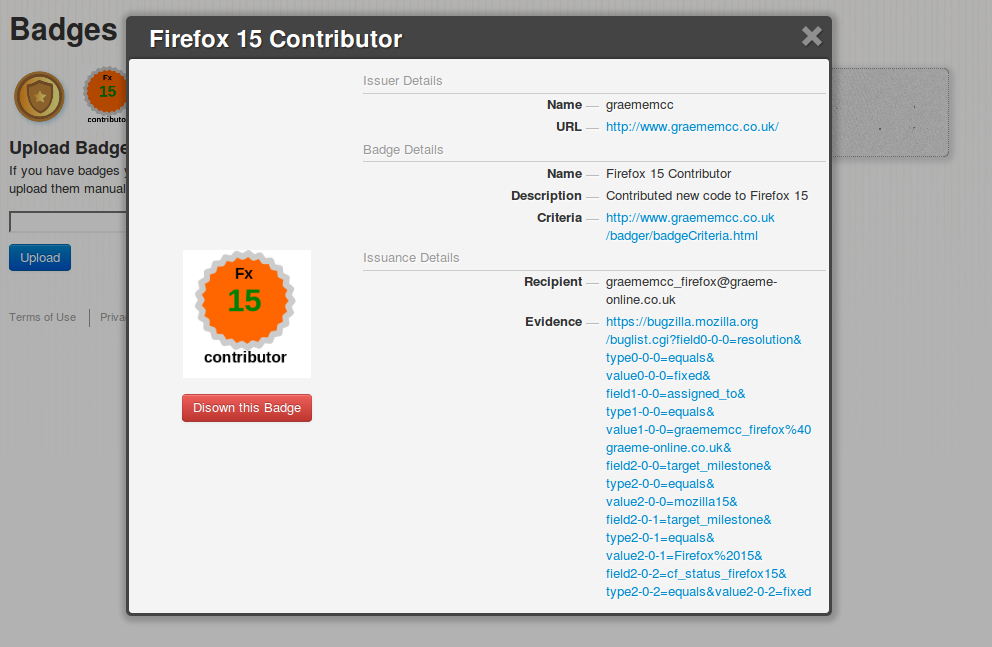 Badges
Firefox 15 Contributor
Fx
15
contributo
Upload Badge
If you have badges
upload them manual
Upload
Terms of Use
Priva
Fx
15
contributor
Disown this Badge
Issuer Details
Name — graememcc
URL — http://www.graememcc.co.uk/
Badge Details
Name — Firefox 15 Contributor
Description — Contributed new code to Firefox 15
Criteria — http://www.graememcc.co.uk
/badger/badgeCriteria.html
Issuance Details
Recipient — graememcc_firefox@graeme-
online.co.uk
Evidence — https://bugzilla.mozilla.org
/buglist.cgi?field0-0-0=resolution&
type0-0-0=equals&
value0-0-0=fixed&
field1-0-0=assigned_to&
type1-0-0=equals&
value1-0-0=graememcc_firefox%40
graeme-online.co.uk&
field2-0-0=target_milestone&
type2-0-0=equals&
value2-0-0=mozilla15&
field2-0-1=target_milestone&
type2-0-1=equals&
value2-0-1=Firefox%2015&
field2-0-2=cf_status_firefox15&
type2-0-2=equals&value2-0-2=fixed